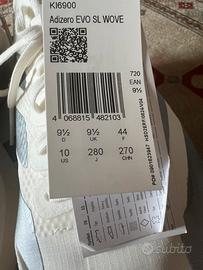 KI6900
Adizero EVO SL WOVE
720
EAN
9½
4 066815 482103
9½ 9½ 44
D UK F
10 280 270
US J CHN
subito